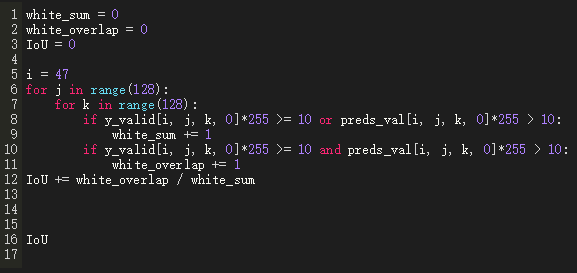 1 white_sum = 0
2 white_overlap = 0
3 IoU = 0
4
5 i = 47
6 for j in range(128):
7     for k in range(128):
8         if y_valid[i, j, k, 0]*255 >= 10 or preds_val[i, j, k, 0]*255 > 10:
9             white_sum += 1
10         if y_valid[i, j, k, 0]*255 >= 10 and preds_val[i, j, k, 0]*255 > 10:
11             white_overlap += 1
12 IoU += white_overlap / white_sum
13
14
15
16 IoU
17